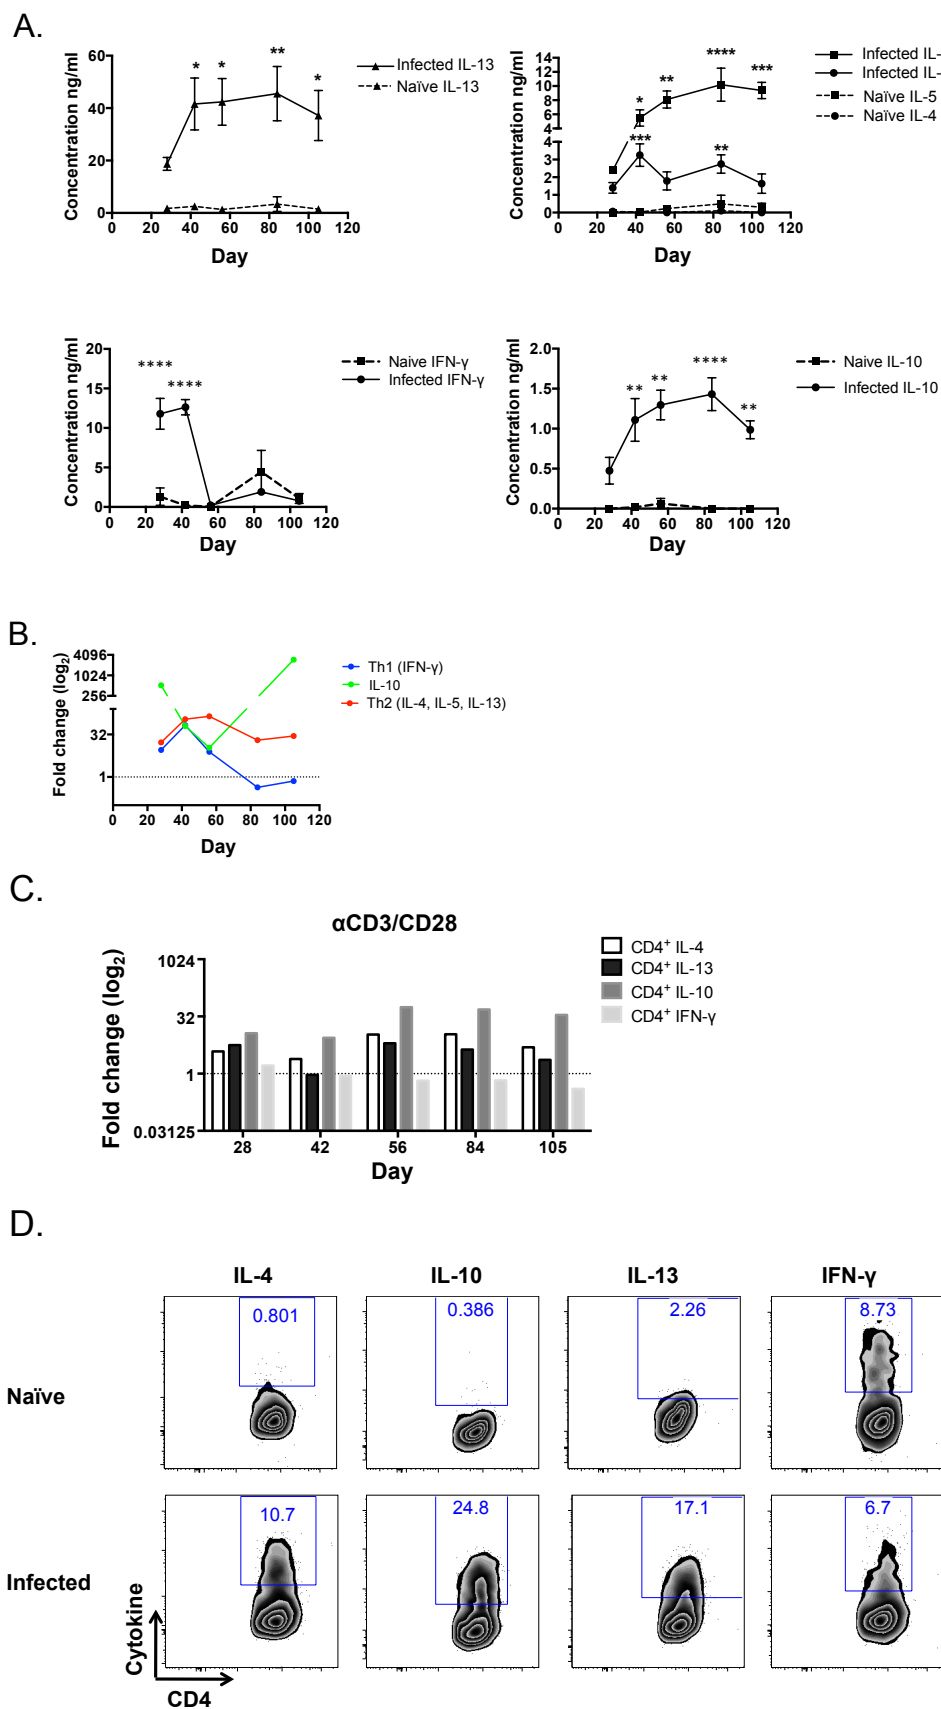 A.
Concentration ng/ml
60
40
20
0
0 20 40 60 80 100 120
Day
* * ** *
Infected IL-13
Naïve IL-13
Concentration ng/ml
14
12
10
8
6
4
4
3
2
1
0
0 20 40 60 80 100 120
Day
* ** **** ***
*** **
Infected IL-
Infected IL-
Naïve IL-5
Naïve IL-4
Concentration ng/ml
20
15
10
5
0
0 20 40 60 80 100 120
Day
**** ****
Naive IFN-γ
Infected IFN-γ
Concentration ng/ml
2.0
1.5
1.0
0.5
0.0
0 20 40 60 80 100 120
Day
** ** **** **
Naive IL-10
Infected IL-10
B.
Fold change (log2)
4096
1024
256
32
1
0 20 40 60 80 100 120
Day
Th1 (IFN-γ)
IL-10
Th2 (IL-4, IL-5, IL-13)
C.
αCD3/CD28
Fold change (log2)
1024
32
1
0.03125
28 42 56 84 105
Day
CD4+ IL-4
CD4+ IL-13
CD4+ IL-10
CD4+ IFN-γ
D.
IL-4 IL-10 IL-13 IFN-γ
Naïve
0.801 0.386 2.26 8.73
Infected
10.7 24.8 17.1 6.7
Cytokine
CD4